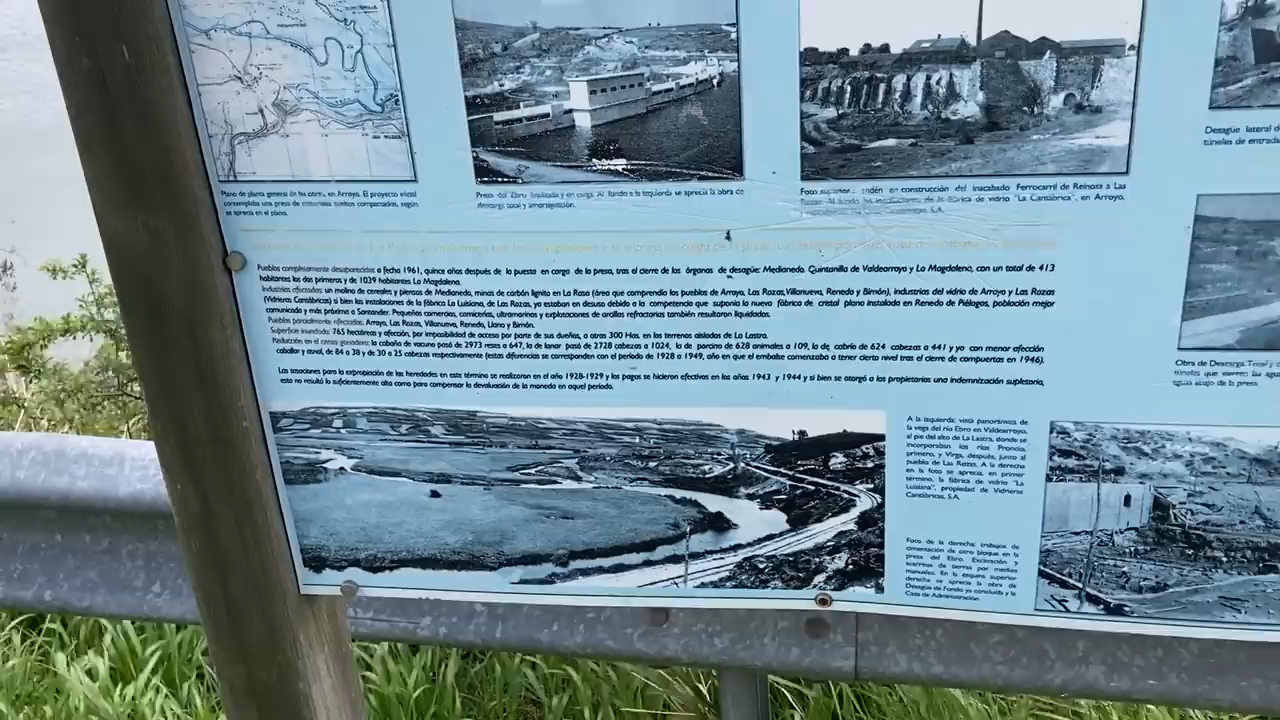 Plano de planta general de las obras, en Arroyo. El proyecto inicial
contemplaba una presa de materiales sueltos compactados, según
se aprecia en el plano.
Presa del Ebro finalizada y en carga. Al fondo a la izquierda se aprecia la obra de
descarga total y amortiguación.
Foto superior: andén en construcción del inacabado Ferrocarril de Reinosa a Las
Rozas. Al fondo las instalaciones de la fábrica de vidrio "La Cantábrica", en Arroyo,
S.A.
Desagüe lateral d
túneles de entrad
Pueblos completamente desaparecidos a fecha 1961, quince años después de la puesta en carga de la presa, tras el cierre de los órganos de desagüe: Medianedo, Quintanilla de Valdearroyo y La Magdalena, con un total de 413
habitantes las dos primeras y de 1039 habitantes La Magdalena.
Industrias afectadas: un molino de cereales y piensos de Medianedo, minas de carbón lignito en La Rasa (área que comprendía los pueblos de Arroyo, Las Rozas, Villanueva, Renedo y Bimón), industrias del vidrio de Arroyo y Las Rozas
(Vidrieras Cantábricas) si bien las instalaciones de la fábrica La Luisiana, de Las Rozas, ya estaban en desuso debido a la competencia que suponía la nueva fábrica de cristal plano instalada en Renedo de Piélagos, población mejor
comunicada y más próxima a Santander. Pequeños comercios, carnicerías, ultramarinos y explotaciones de arcillas refractarias también resultaron liquidados.
Pueblos parcialmente afectados: Arroyo, Las Rozas, Villanueva, Renedo, Llano y Bimón.
Superficie inundada: 765 hectáreas y afección, por imposibilidad de acceso por parte de sus dueños, a otras 300 Has. en los terrenos aislados de La Lastra.
Reducción en el censo ganadero: la cabaña de vacuno pasó de 2973 reses a 647, la de lanar pasó de 2728 cabezas a 1024, la de porcino de 628 animales a 109, la de cabrío de 624 cabezas a 441 y ya con menor afección
caballar y asnal, de 84 a 38 y de 30 a 25 cabezas respectivamente (estas diferencias se corresponden con el período de 1928 a 1949, año en que el embalse comenzaba a tener cierto nivel tras el cierre de compuertas en 1946).
Las tasaciones para la expropiación de las heredades en este término se realizaron en el año 1928-1929 y los pagos se hicieron efectivos en los años 1943 y 1944 y si bien se otorgó a los propietarios una indemnización supletoria,
esta no resultó lo suficientemente alta como para compensar la devaluación de la moneda en aquel período.
Obra de Descarga Total y
túneles que vierten las agua
aguas abajo de la presa
A la izquierda: vista panorámica de
la vega del río Ebro en Valdearroyo,
al pie del alto de La Lastra, donde se
incorporaban los ríos Proncio,
primero, y Virga, después, junto al
pueblo de Las Rozas. A la derecha
en la foto se aprecia, en primer
término, la fábrica de vidrio "La
Luisiana", propiedad de Vidrieras
Cantábricas, S.A.
Foto de la derecha: trabajos de
cimentación de otro bloque en la
presa del Ebro. Excavación y
acarreos de tierras por medios
manuales. En la esquina superior
derecha se aprecia la obra de
Desagüe de Fondo ya concluida y la
Casa de Administración.